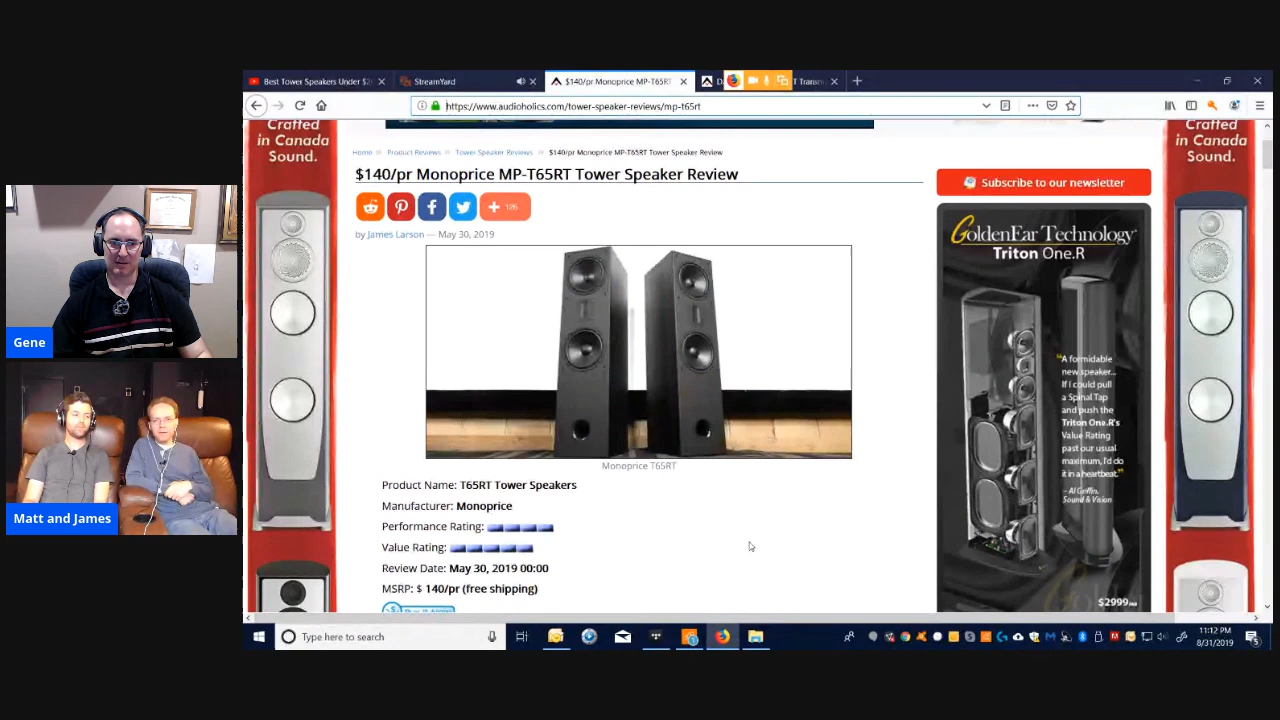 Best Tower Speakers Under $2
StreamYard
$140/pr Monoprice MP-T65RT
T Transm
https://www.audioholics.com/tower-speaker-reviews/mp-t65rt
Crafted
in Canada
Sound.
Crafted
in Canada
Sound.
Home » Product Reviews » Tower Speaker Reviews » $140/pr Monoprice MP-T65RT Tower Speaker Review
$140/pr Monoprice MP-T65RT Tower Speaker Review
Subscribe to our newsletter
126
by James Larson — May 30, 2019
GoldenEar Technology
Triton One.R
"A formidable
new speaker...
If I could pull
a Spinal Tap
and push the
Triton One.R's
Value Rating
past our usual
maximum, I'd do
it in a heartbeat."
– Al Griffin,
Sound & Vision
$2999
Monoprice T65RT
Product Name: T65RT Tower Speakers
Manufacturer: Monoprice
Performance Rating:
Value Rating:
Review Date: May 30, 2019 00:00
MSRP: $ 140/pr (free shipping)
Gene
Matt and James
Type here to search
11:12 PM
8/31/2019